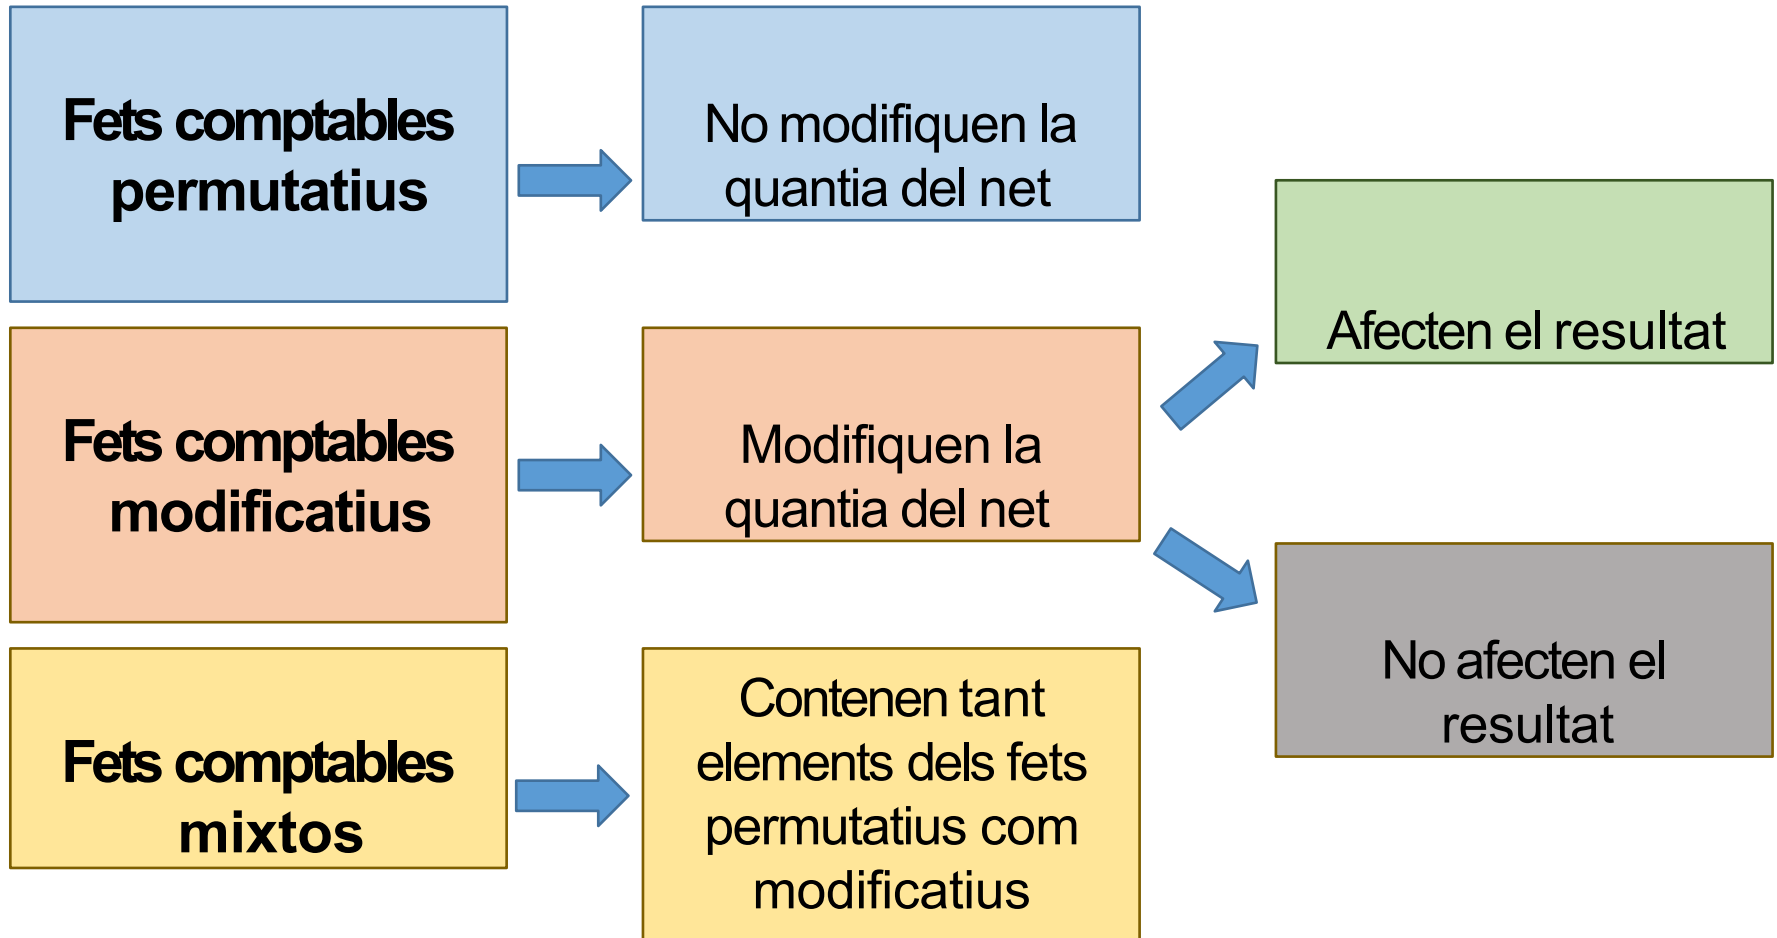 Fets comptables
permutatius
No modifiquen la
quantia del net
Afecten el resultat
Fets comptables
modificatius
Modifiquen la
quantia del net
No afecten el
resultat
Fets comptables
mixtos
Contenen tant
elements dels fets
permutatius com
modificatius